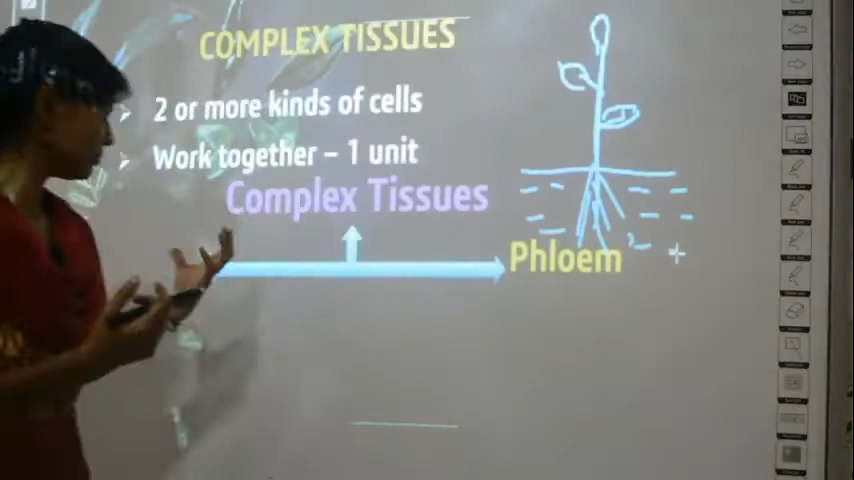 COMPLEX TISSUES
2 or more kinds of cells
Work together – 1 unit
Complex Tissues
Phloem